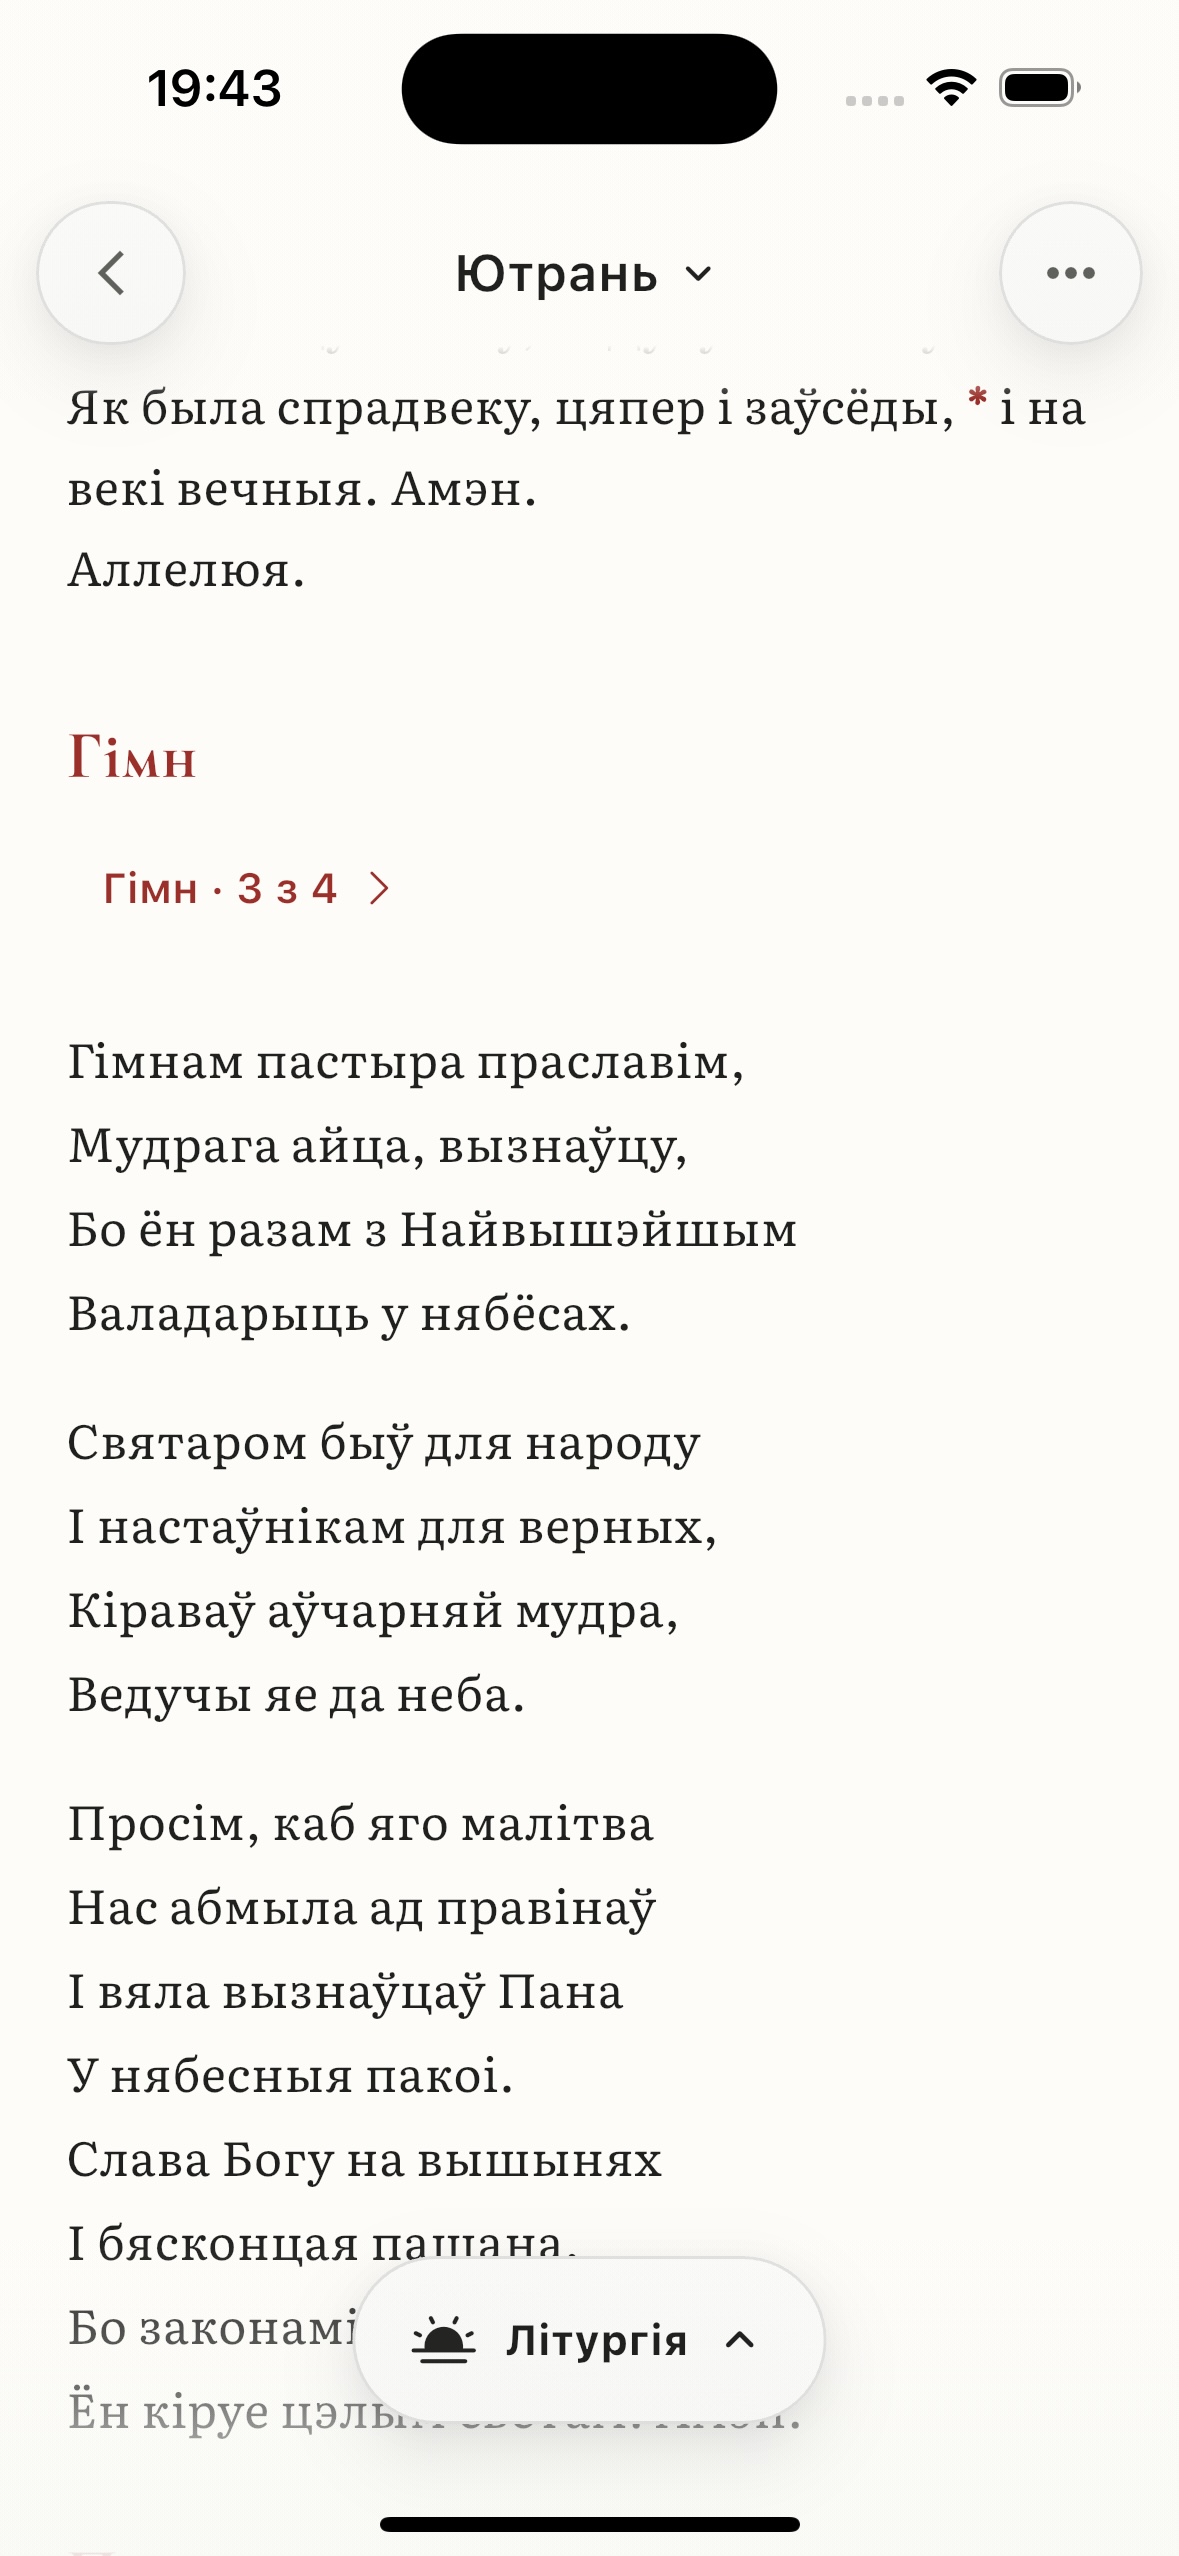 19:43
Ютрань
Як была спрадвеку, цяпер і заўсёды, * і на
векі вечныя. Амэн.
Аллелюя.
Гімн
Гімн · 3 з 4
Гімнам пастыра праславім,
Мудрага айца, вызнаўцу,
Бо ён разам з Найвышэйшым
Валадарыць у нябёсах.
Святаром быў для народу
І настаўнікам для верных,
Кіраваў аўчарняй мудра,
Ведучы яе да неба.
Просім, каб яго малітва
Нас абмыла ад правінаў
І вяла вызнаўцаў Пана
У нябесныя пакоі.
Слава Богу на вышынях
І бясконцая пашана,
Бо законамі
Ён кіруе
Літургія